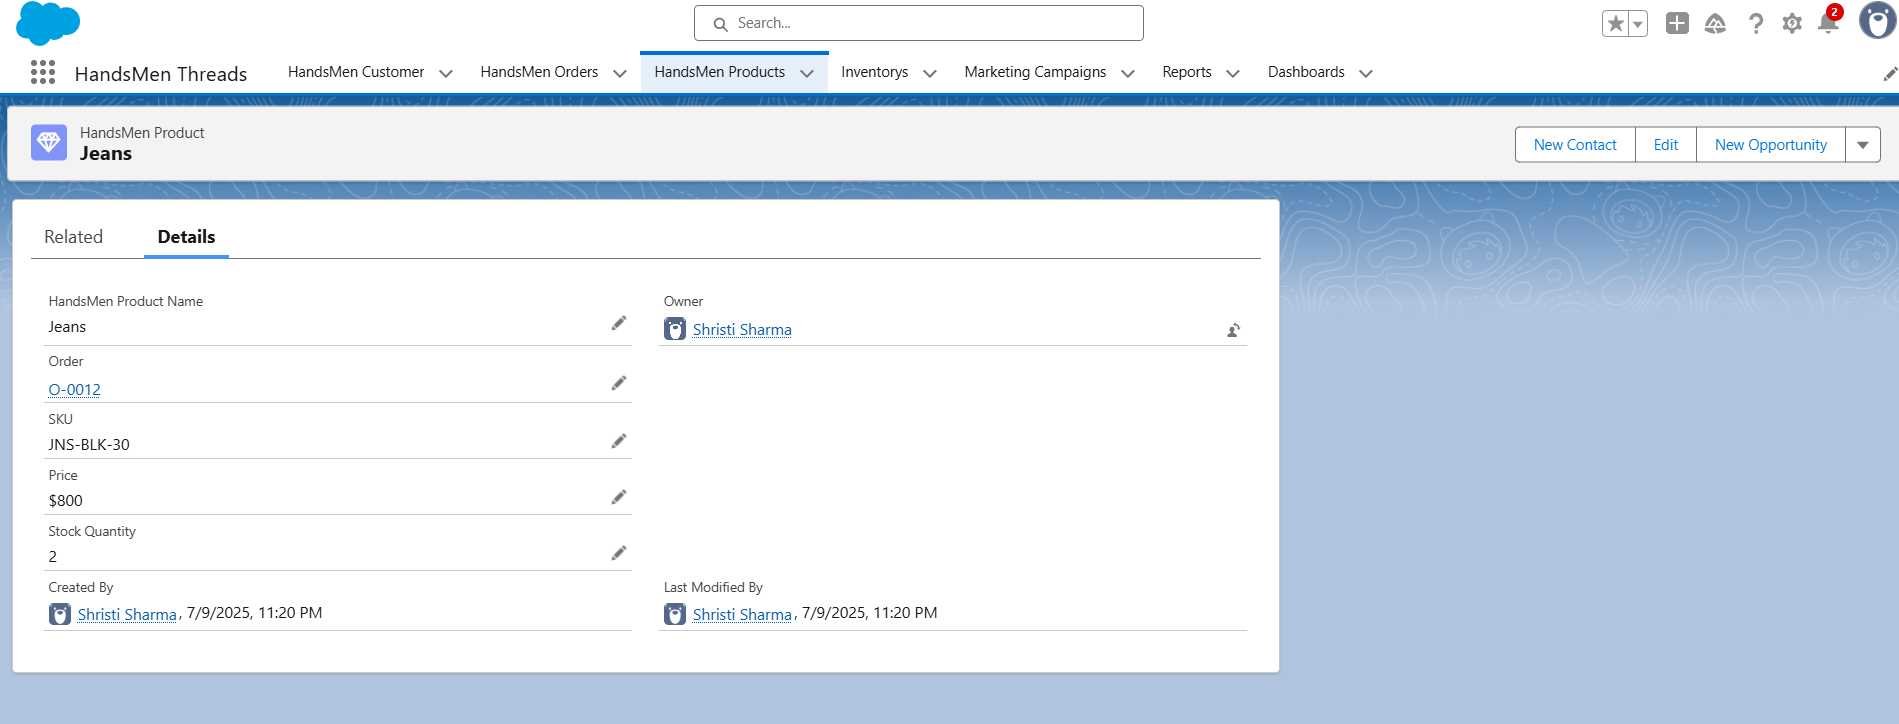 Search...
2
HandsMen Threads
HandsMen Customer
HandsMen Orders
HandsMen Products
Inventorys
Marketing Campaigns
Reports
Dashboards
HandsMen Product
Jeans
New Contact
Edit
New Opportunity
Related
Details
HandsMen Product Name
Jeans
Owner
Shristi Sharma
Order
O-0012
SKU
JNS-BLK-30
Price
$800
Stock Quantity
2
Created By
Shristi Sharma, 7/9/2025, 11:20 PM
Last Modified By
Shristi Sharma, 7/9/2025, 11:20 PM